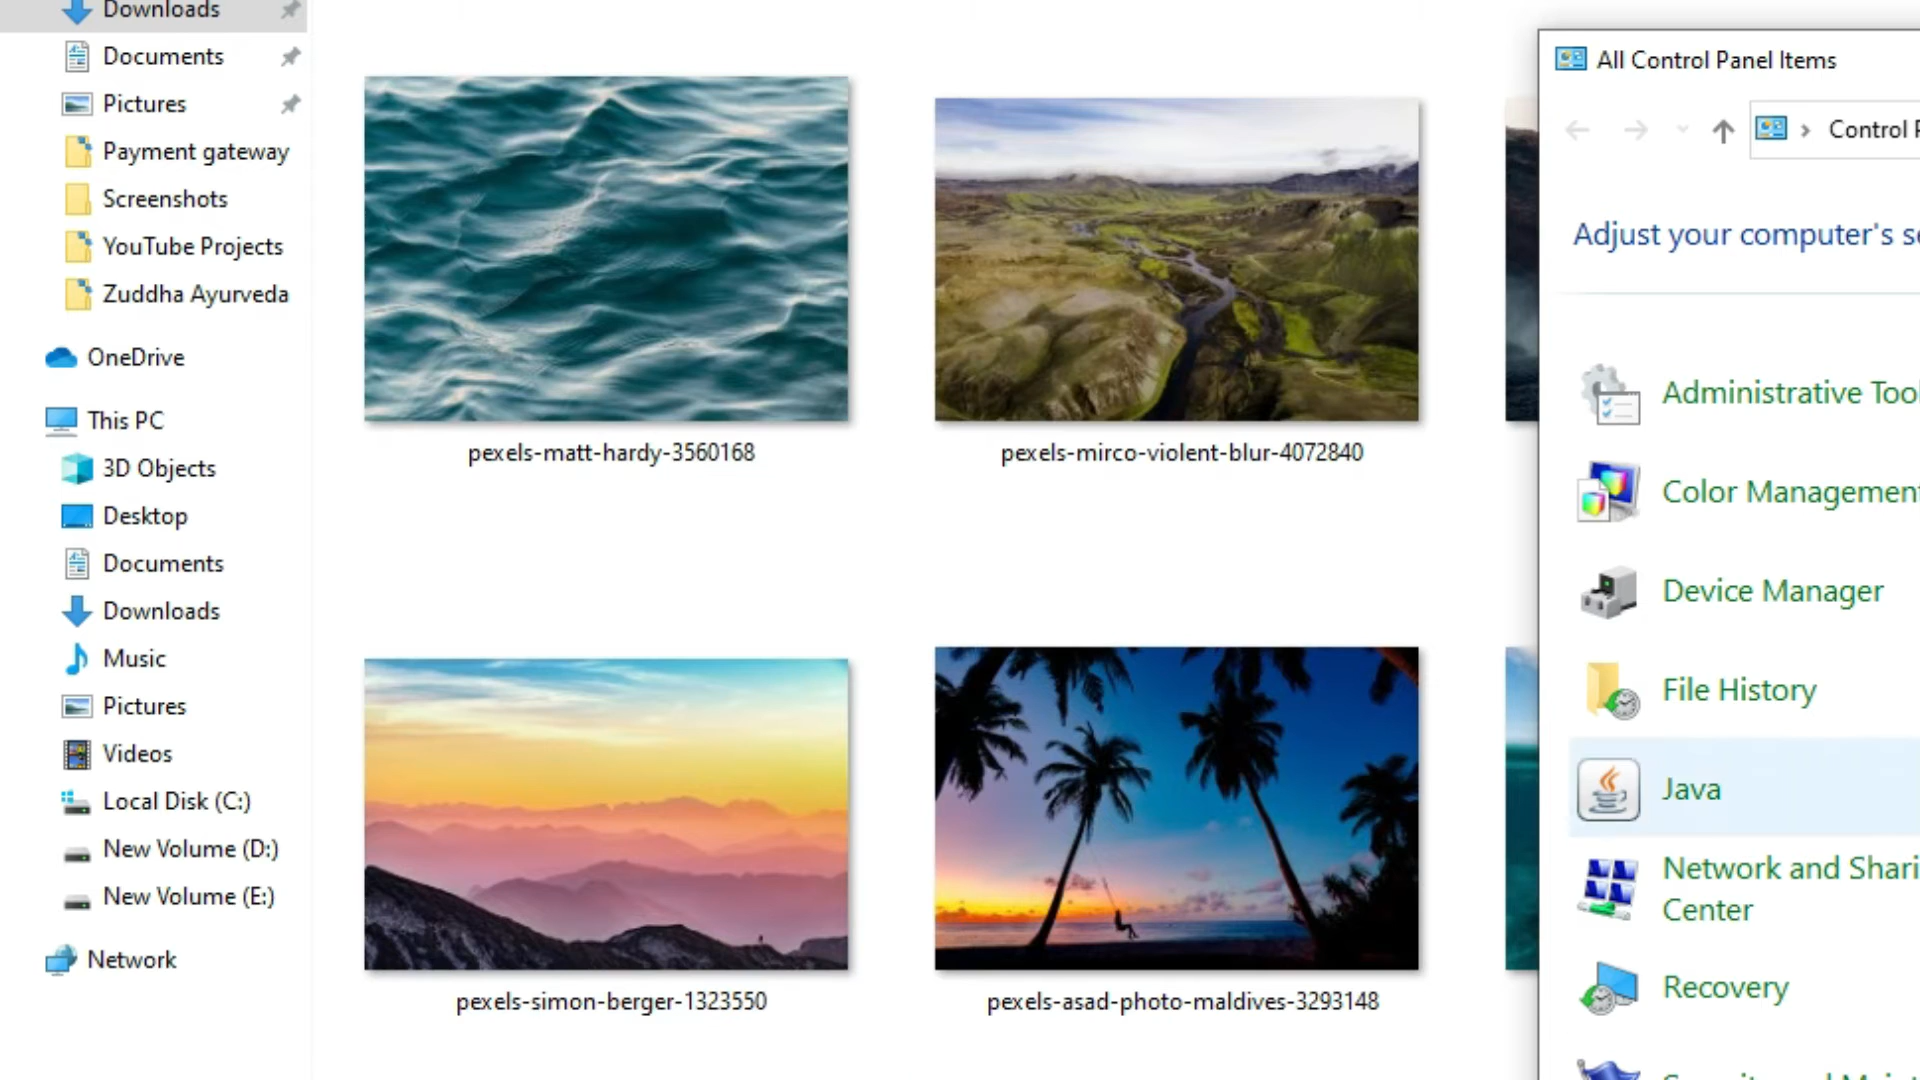 Downloads
Documents
Pictures
Payment gateway
Screenshots
YouTube Projects
Zuddha Ayurveda
OneDrive
This PC
3D Objects
Desktop
Documents
Downloads
Music
Pictures
Videos
Local Disk (C:)
New Volume (D:)
New Volume (E:)
Network
pexels-matt-hardy-3560168
pexels-mirco-violent-blur-4072840
pexels-simon-berger-1323550
pexels-asad-photo-maldives-3293148
All Control Panel Items
Control
Adjust your computer's
Administrative
Color Management
Device Manager
File History
Java
Network and
Center
Recovery